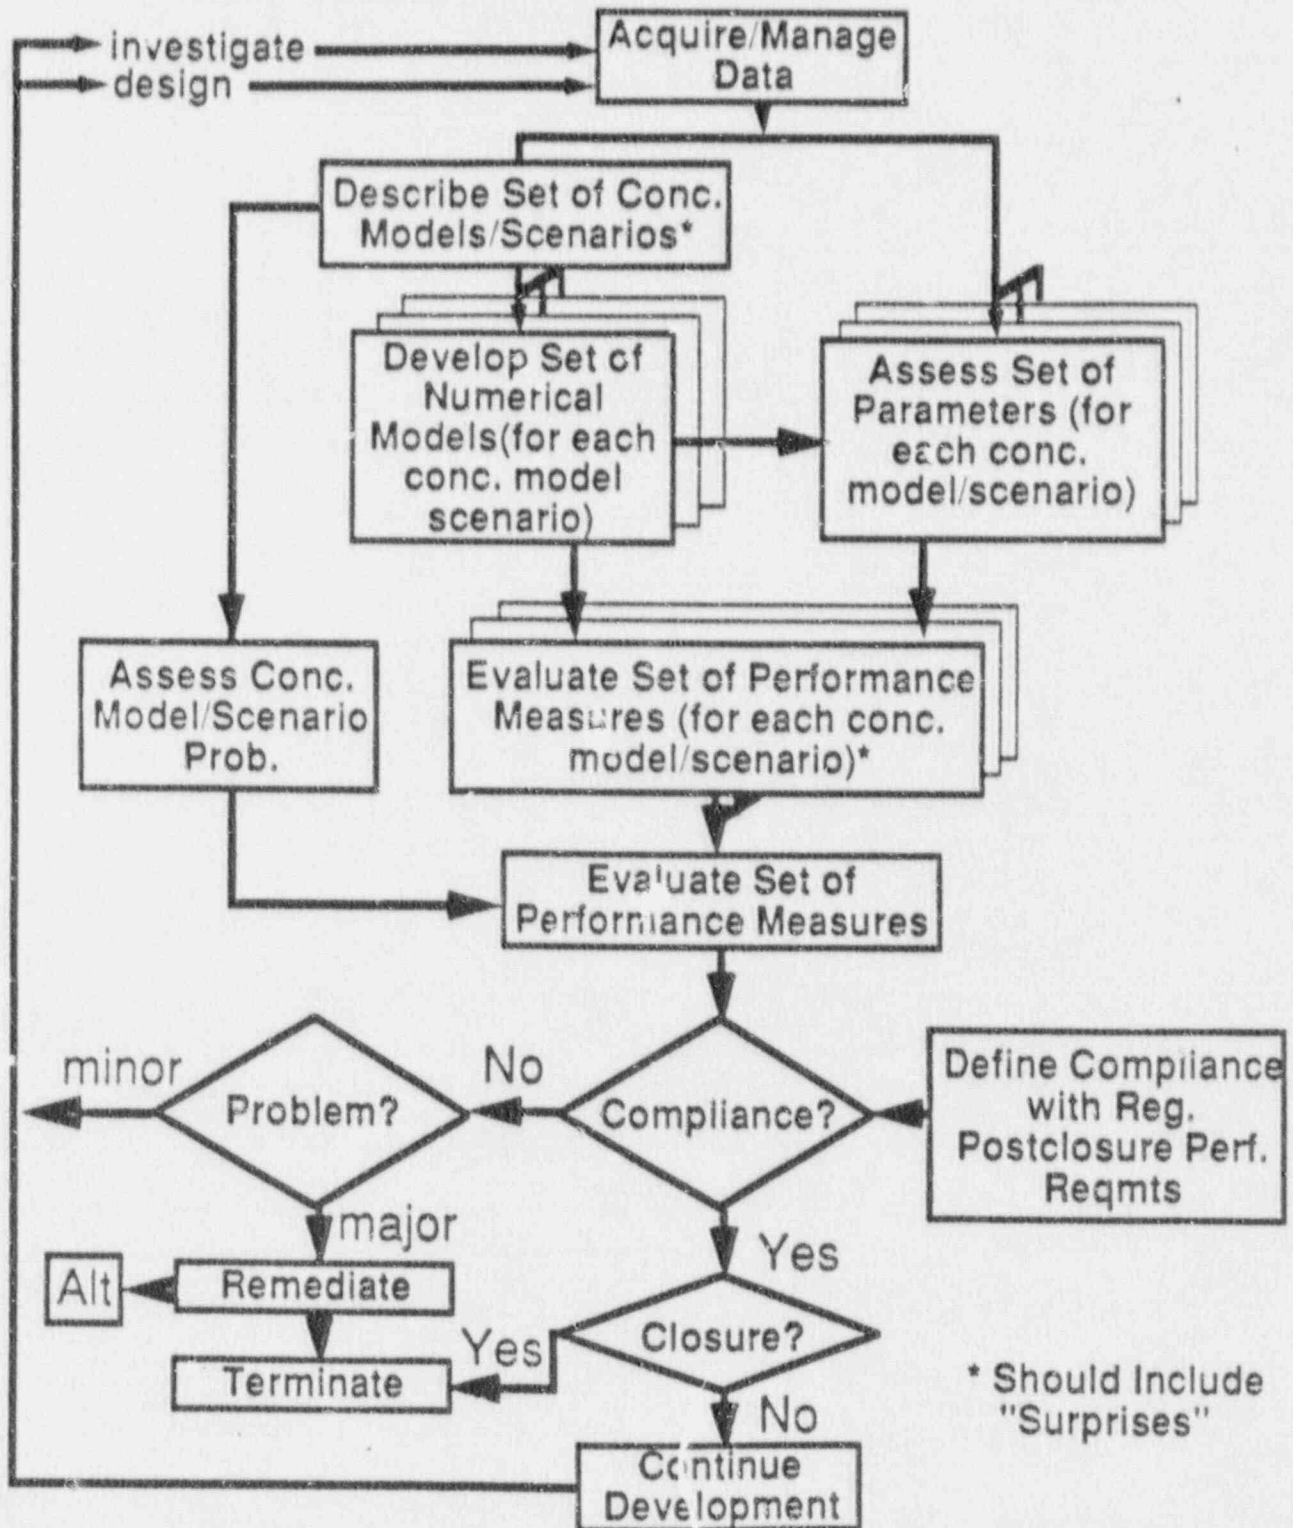 investigate
design
Acquire/Manage
Data
Describe Set of Conc.
Models/Scenarios*
Develop Set of
Numerical
Models(for each
conc. model
scenario)
Assess Set of
Parameters (for
each conc.
model/scenario)
Assess Conc.
Model/Scenario
Prob.
Evaluate Set of Performance
Measures (for each conc.
model/scenario)*
Evaluate Set of
Performance Measures
minor
Problem?
No
Compliance?
Define Compliance
with Reg.
Postclosure Perf.
Reqmts
major
Yes
Alt
Remediate
Closure?
Yes
Terminate
No
* Should Include
"Surprises"
Continue
Development